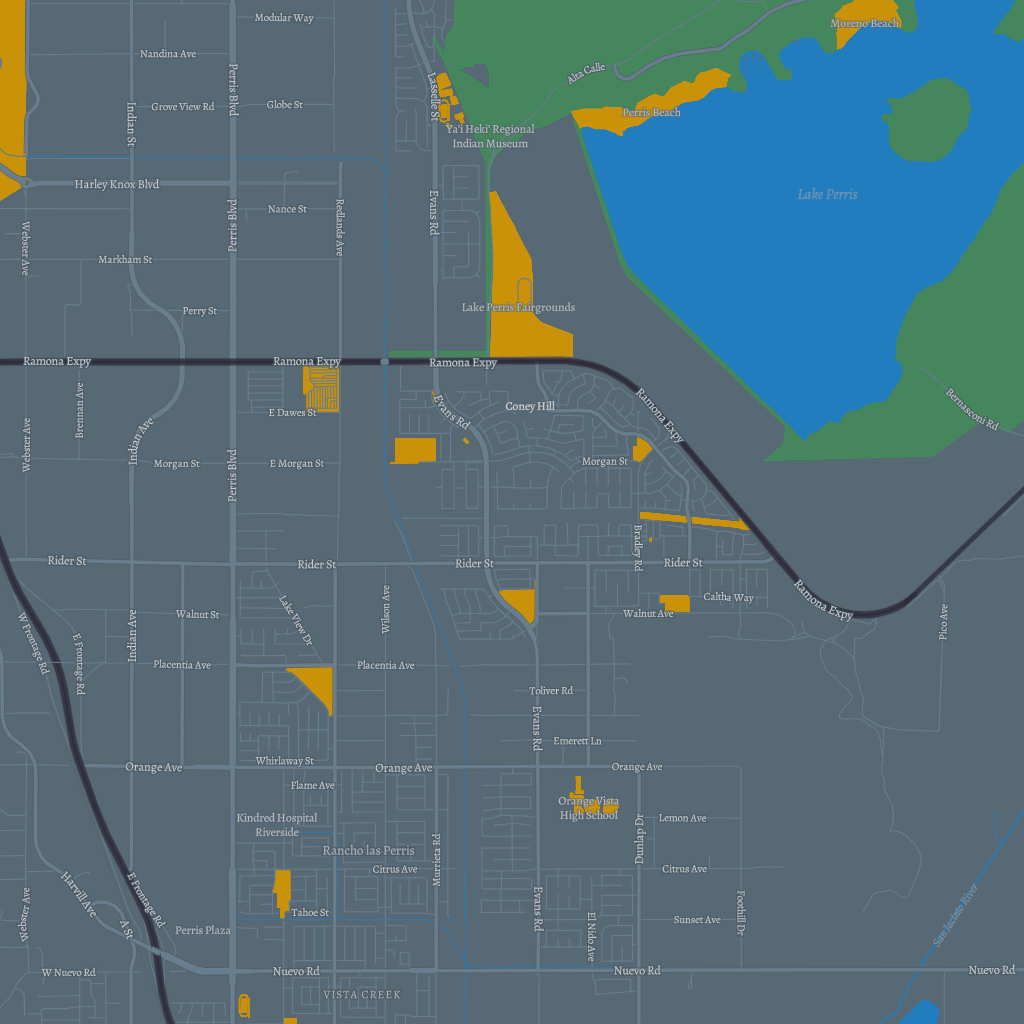 Modular Way
Moreno Beach
Nandina Ave
Alta Calle
Perris Blvd
Lasselle St
Indian St
Grove View Rd
Globe St
Perris Beach
Ya'i Heki' Regional
Indian Museum
Harley Knox Blvd
Lake Perris
Evans Rd
Nance St
Perris Blvd
Redlands Ave
Webster Ave
Markham St
Perry St
Lake Perris Fairgrounds
Ramona Expy
Ramona Expy
Ramona Expy
Brennan Ave
E Dawes St
Evans Rd
Coney Hill
Ramona Expy
Bernasconi Rd
Webster Ave
Indian Ave
Morgan St
Perris Blvd
E Morgan St
Morgan St
Bradley Rd
Rider St
Rider St
Rider St
Rider St
Caltha Way
Ramona Expy
Walnut St
Lake View Dr
Wilson Ave
Walnut Ave
Pico Ave
W Frontage Rd
E Frontage Rd
Indian Ave
Placentia Ave
Placentia Ave
Toliver Rd
Evans Rd
Emerett Ln
Whirlaway St
Orange Ave
Orange Ave
Orange Ave
Flame Ave
Orange Vista
High School
Kindred Hospital
Riverside
Lemon Ave
Dunlap Dr
Rancho las Perris
Murrieta Rd
Citrus Ave
Citrus Ave
Harvill Ave
E Frontage Rd
Webster Ave
A St
Tahoe St
Evans Rd
El Nido Ave
Sunset Ave
Foothill Dr
San Jacinto River
Perris Plaza
W Nuevo Rd
Nuevo Rd
Nuevo Rd
Nuevo Rd
VISTA CREEK